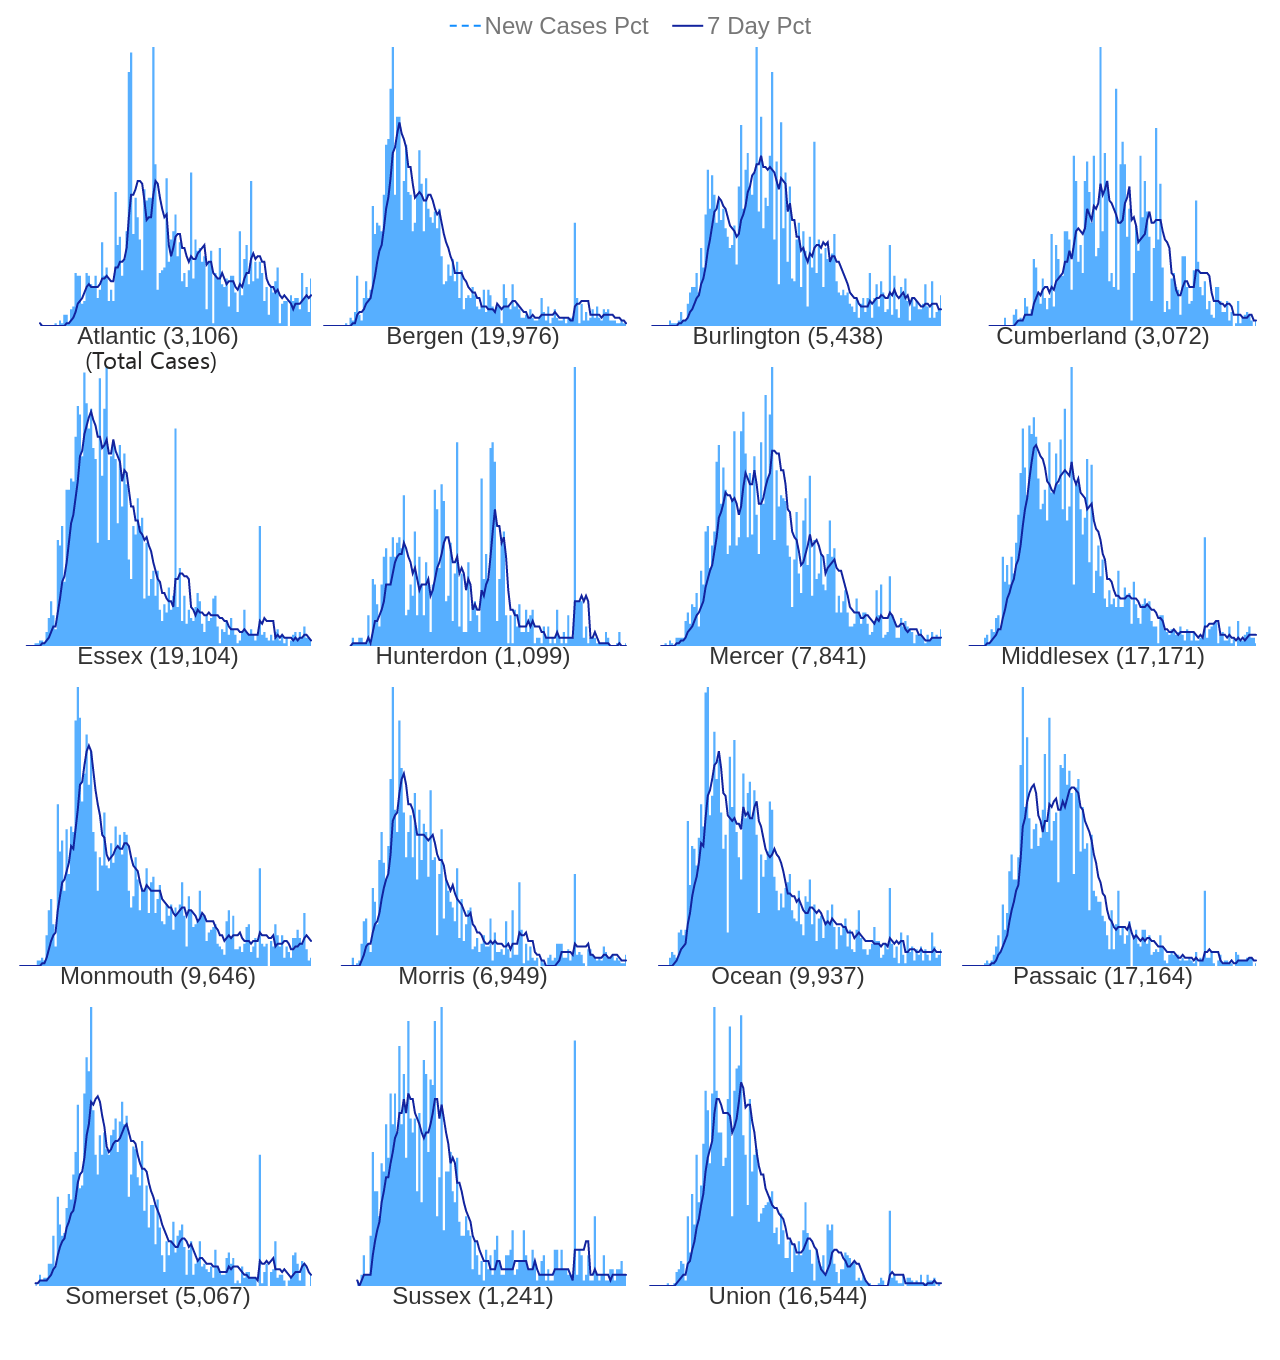 New Cases Pct 7 Day Pct
Atlantic (3,106) Bergen (19,976) Burlington (5,438) Cumberland (3,072)
(Total Cases)
Essex (19,104) Hunterdon (1,099) Mercer (7,841) Middlesex (17,171)
Monmouth (9,646) Morris (6,949) Ocean (9,937) Passaic (17,164)
Somerset (5,067) Sussex (1,241) Union (16,544)